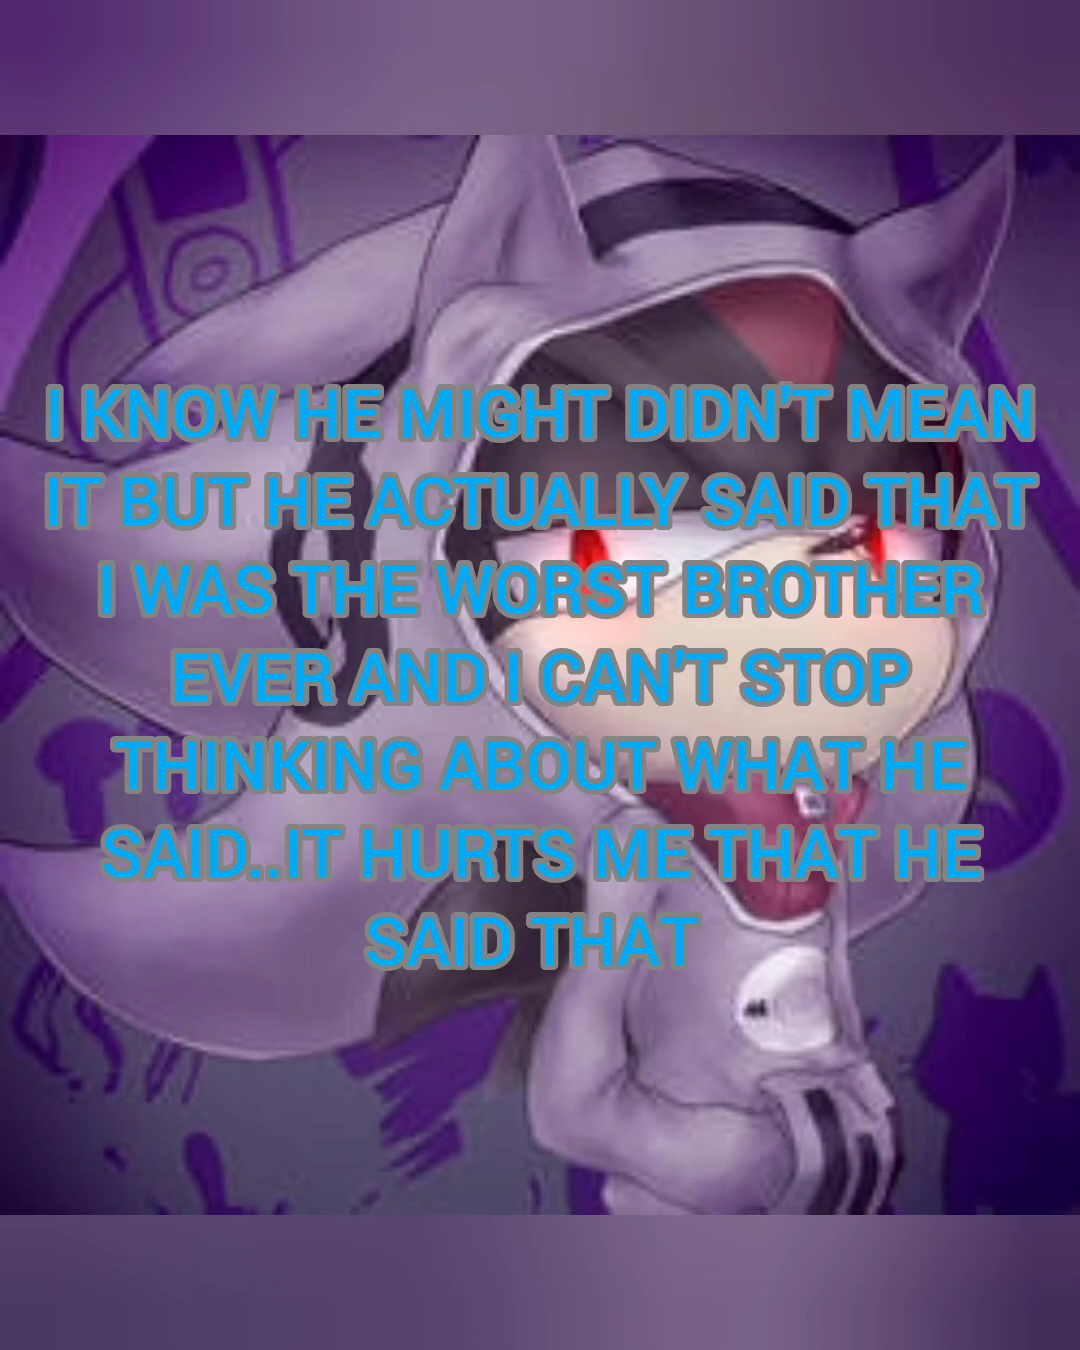 I KNOW HE MIGHT DIDN'T MEAN
IT BUT HE ACTUALLY SAID THAT
I WAS THE WORST BROTHER
EVER AND I CAN'T STOP
THINKING ABOUT WHAT HE
SAID..IT HURTS ME THAT HE
SAID THAT